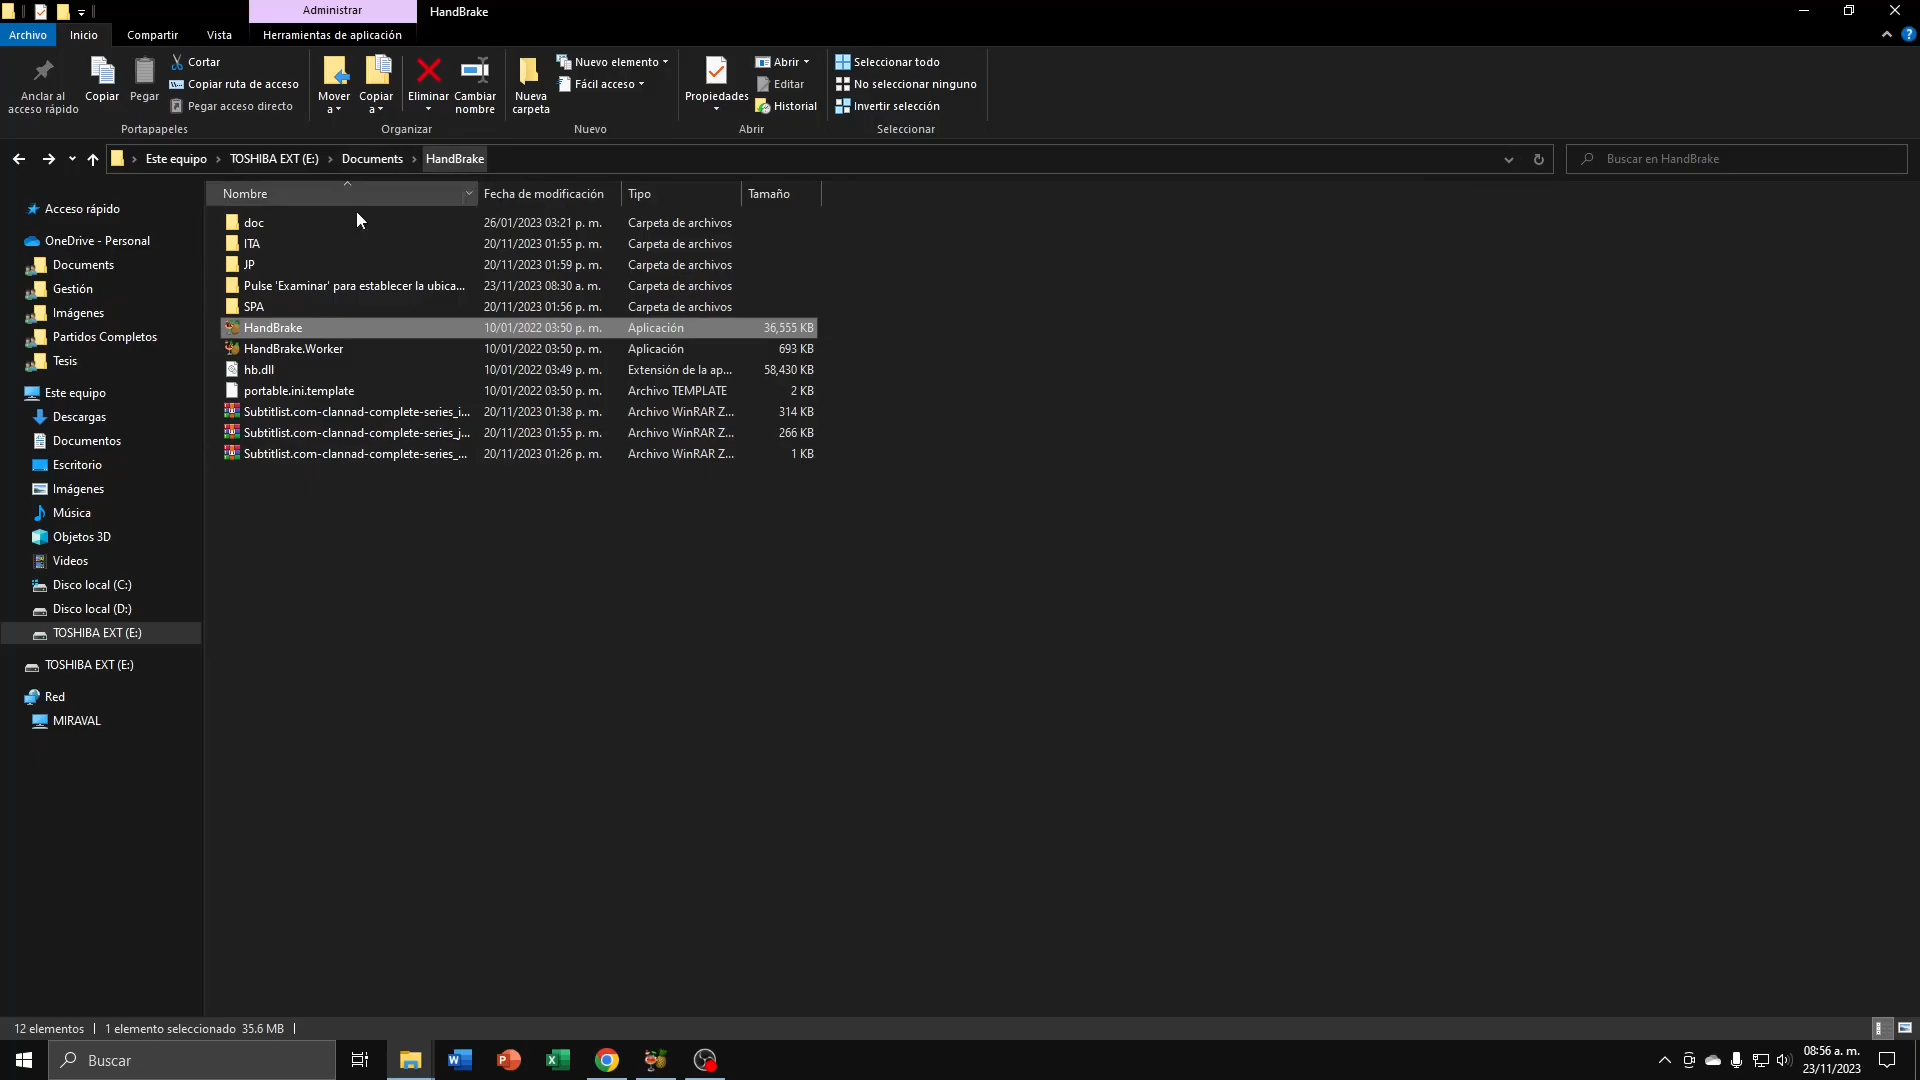 Administrar
HandBrake
Archivo
Inicio
Compartir
Vista
Herramientas de aplicación
Anclar al acceso rápido
Copiar
Pegar
Cortar
Copiar ruta de acceso
Pegar acceso directo
Portapapeles
Mover a
Copiar a
Eliminar
Cambiar nombre
Organizar
Nueva carpeta
Nuevo elemento
Fácil acceso
Nuevo
Propiedades
Abrir
Editar
Historial
Abrir
Seleccionar todo
No seleccionar ninguno
Invertir selección
Seleccionar
Este equipo > TOSHIBA EXT (E:) > Documents > HandBrake
Buscar en HandBrake
Acceso rápido
OneDrive - Personal
Documents
Gestión
Imágenes
Partidos Completos
Tesis
Este equipo
Descargas
Documentos
Escritorio
Imágenes
Música
Objetos 3D
Videos
Disco local (C:)
Disco local (D:)
TOSHIBA EXT (E:)
TOSHIBA EXT (E:)
Red
MIRAVAL
Nombre Fecha de modificación Tipo Tamaño
doc 26/01/2023 03:21 p. m. Carpeta de archivos
ITA 20/11/2023 01:55 p. m. Carpeta de archivos
JP 20/11/2023 01:59 p. m. Carpeta de archivos
Pulse 'Examinar' para establecer la ubica... 23/11/2023 08:30 a. m. Carpeta de archivos
SPA 20/11/2023 01:56 p. m. Carpeta de archivos
HandBrake 10/01/2022 03:50 p. m. Aplicación 36,555 KB
HandBrake.Worker 10/01/2022 03:50 p. m. Aplicación 693 KB
hb.dll 10/01/2022 03:49 p. m. Extensión de la ap... 58,430 KB
portable.ini.template 10/01/2022 03:50 p. m. Archivo TEMPLATE 2 KB
Subtitlist.com-clannad-complete-series_i... 20/11/2023 01:38 p. m. Archivo WinRAR Z... 314 KB
Subtitlist.com-clannad-complete-series_j... 20/11/2023 01:55 p. m. Archivo WinRAR Z... 266 KB
Subtitlist.com-clannad-complete-series_... 20/11/2023 01:26 p. m. Archivo WinRAR Z... 1 KB
12 elementos
1 elemento seleccionado 35.6 MB
Buscar
08:56 a. m.
23/11/2023